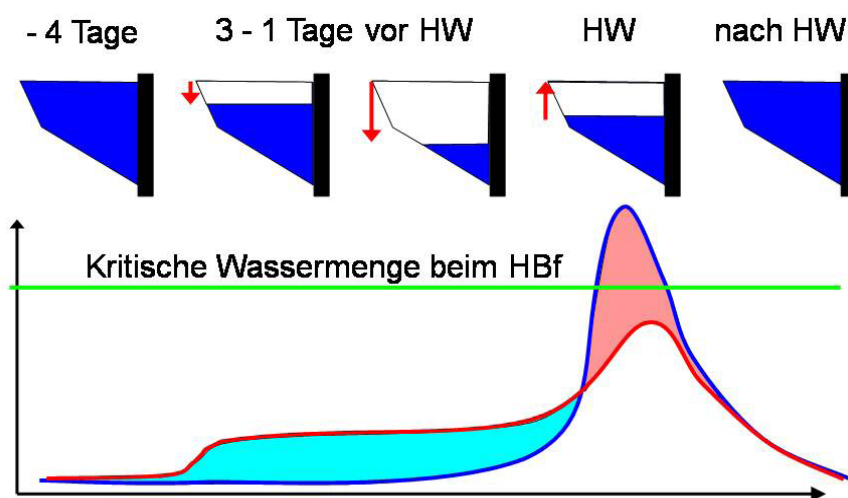 - 4 Tage 3 - 1 Tage vor HW HW nach HW
Kritische Wassermenge beim HBf